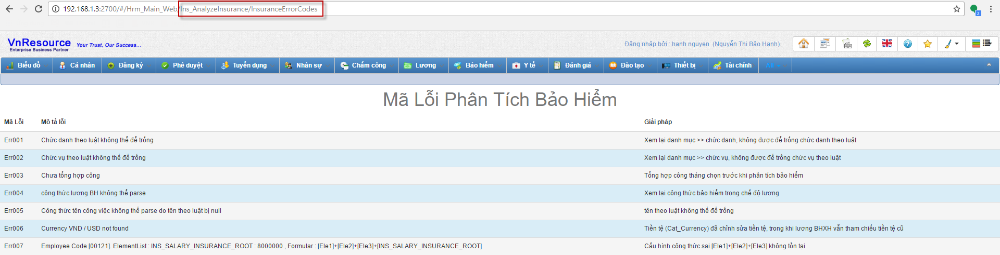 192.168.1.3:2700/#/Hrm_Main_Web/Ins_AnalyzeInsurance/InsuranceErrorCodes
2
VnResource Your Trust, Our Success...
Enterprise Business Partner
Đăng nhập bởi : hanh.nguyen (Nguyễn Thị Bảo Hạnh)
Biểu đồ Cá nhân Đăng ký Phê duyệt Tuyển dụng Nhân sự Chấm công Lương Bảo hiểm Y tế Đánh giá Đào tạo Thiết bị Tài chính All
Mã Lỗi Phân Tích Bảo Hiểm
Mã Lỗi Mô tả lỗi Giải pháp
Err001 Chức danh theo luật không thể để trống Xem lại danh mục >> chức danh, không được để trống chức danh theo luật
Err002 Chức vụ theo luật không thể để trống Xem lại danh mục >> chức vụ, không được để trống chức vụ theo luật
Err003 Chưa tổng hợp công Tổng hợp công tháng chọn trước khi phân tích bảo hiểm
Err004 công thức lương BH không thể parse Xem lại công thức bảo hiểm trong chế độ lương
Err005 Công thức tên công việc không thể parse do tên theo luật bị null tên theo luật không thể để trống
Err006 Currency VND / USD not found Tiền tệ (Cat_Currency) đã chỉnh sửa tiền tệ, trong khi lương BHXH vẫn tham chiếu tiền tệ cũ
Err007 Employee Code [00121]. ElementList : INS_SALARY_INSURANCE_ROOT : 8000000 , Formular : [Ele1]+[Ele2]+[Ele3]+[INS_SALARY_INSURANCE_ROOT] Cấu hình công thức sai [Ele1]+[Ele2]+[Ele3] không tồn tại